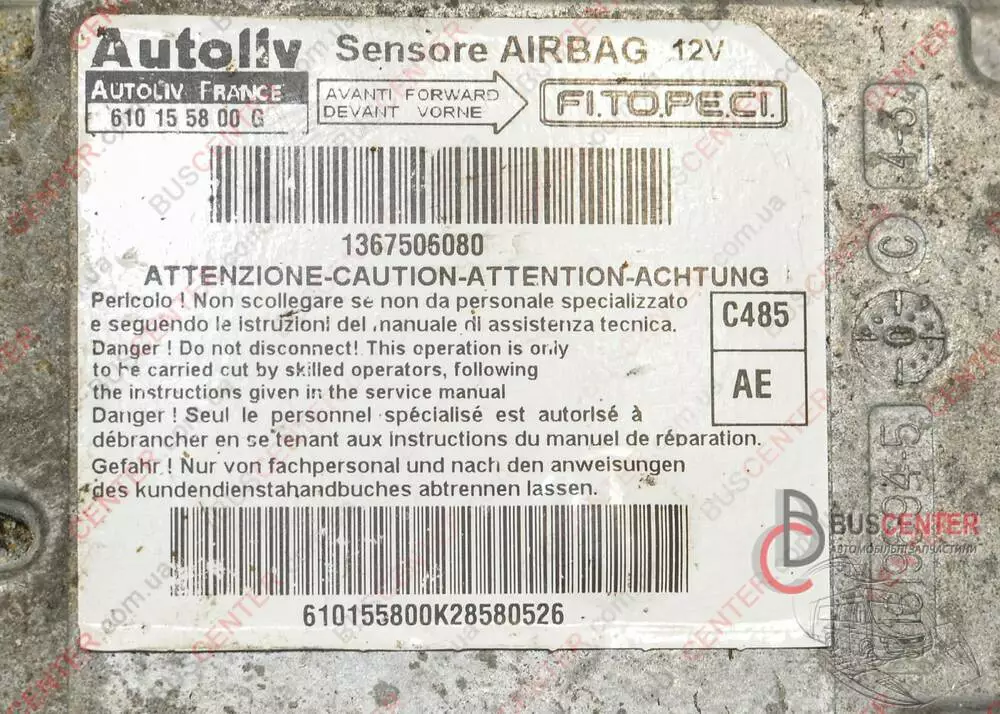 Autoliv Sensore AIRBAG 12V
AUTOLIV FRANCE
610 15 58 00 G
AVANTI FORWARD
DEVANT VORNE
FI.TO.PE.CI.
1367506080
ATTENZIONE-CAUTION-ATTENTION-ACHTUNG
Pericolo ! Non scollegare se non da personale specializzato
e seguendo le istruzioni del manuale di assistenza tecnica.
Danger ! Do not disconnect! This operation is only
to be carried out by skilled operators, following
the instructions given in the service manual
Danger ! Seul le personnel spécialisé est autorisé à
débrancher en se tenant aux instructions du manuel de réparation.
Gefahr ! Nur von fachpersonal und nach den anweisungen
des kundendienstahandbuches abtrennen lassen.
C485
AE
610155800K28580526
4-3
C
0
BUSCENTER
АВТОМОБІЛЬНІ ЗАПЧАСТИНИ